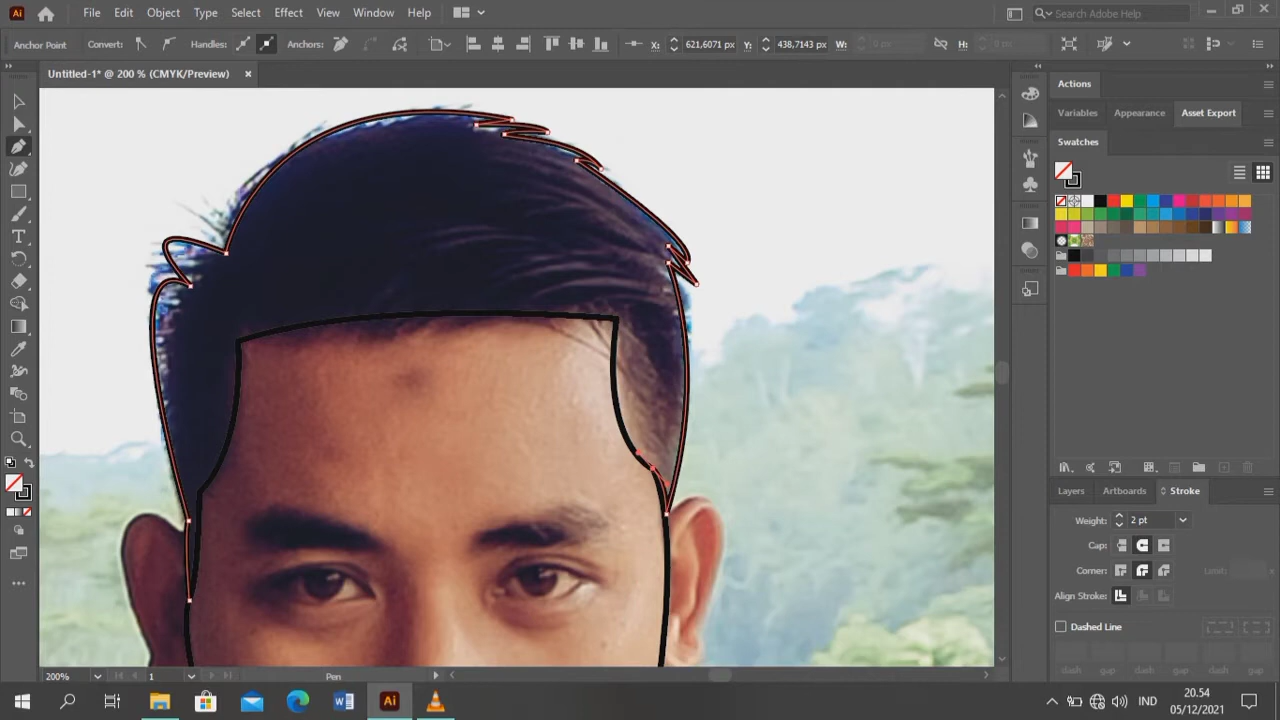 Ai File Edit Object Type Select Effect View Window Help Search Adobe Help
Anchor Point Convert: Handles: Anchors: X: 621,6071 px Y: 438,7143 px W: 0 px H: 0 px
Untitled-1* @ 200 % (CMYK/Preview) ×
Actions
Variables Appearance Asset Export
Swatches
T
Layers Artboards Stroke
Weight: 2 pt
Cap:
Corner: Limit:
Align Stroke:
Dashed Line
dash gap dash gap dash gap
200% 1 Pen
W Ai IND
20.54
05/12/2021